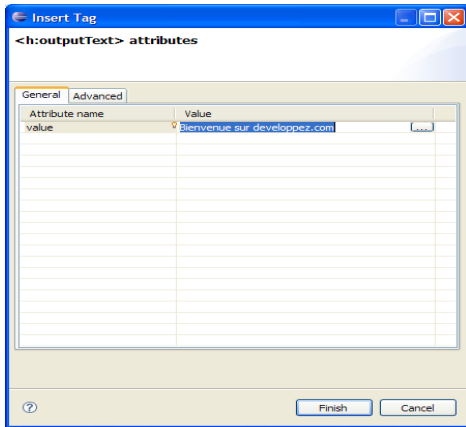 Insert Tag
<h:outputText> attributes
General Advanced
Attribute name Value
value Bienvenue sur developpez.com ...
? Finish Cancel